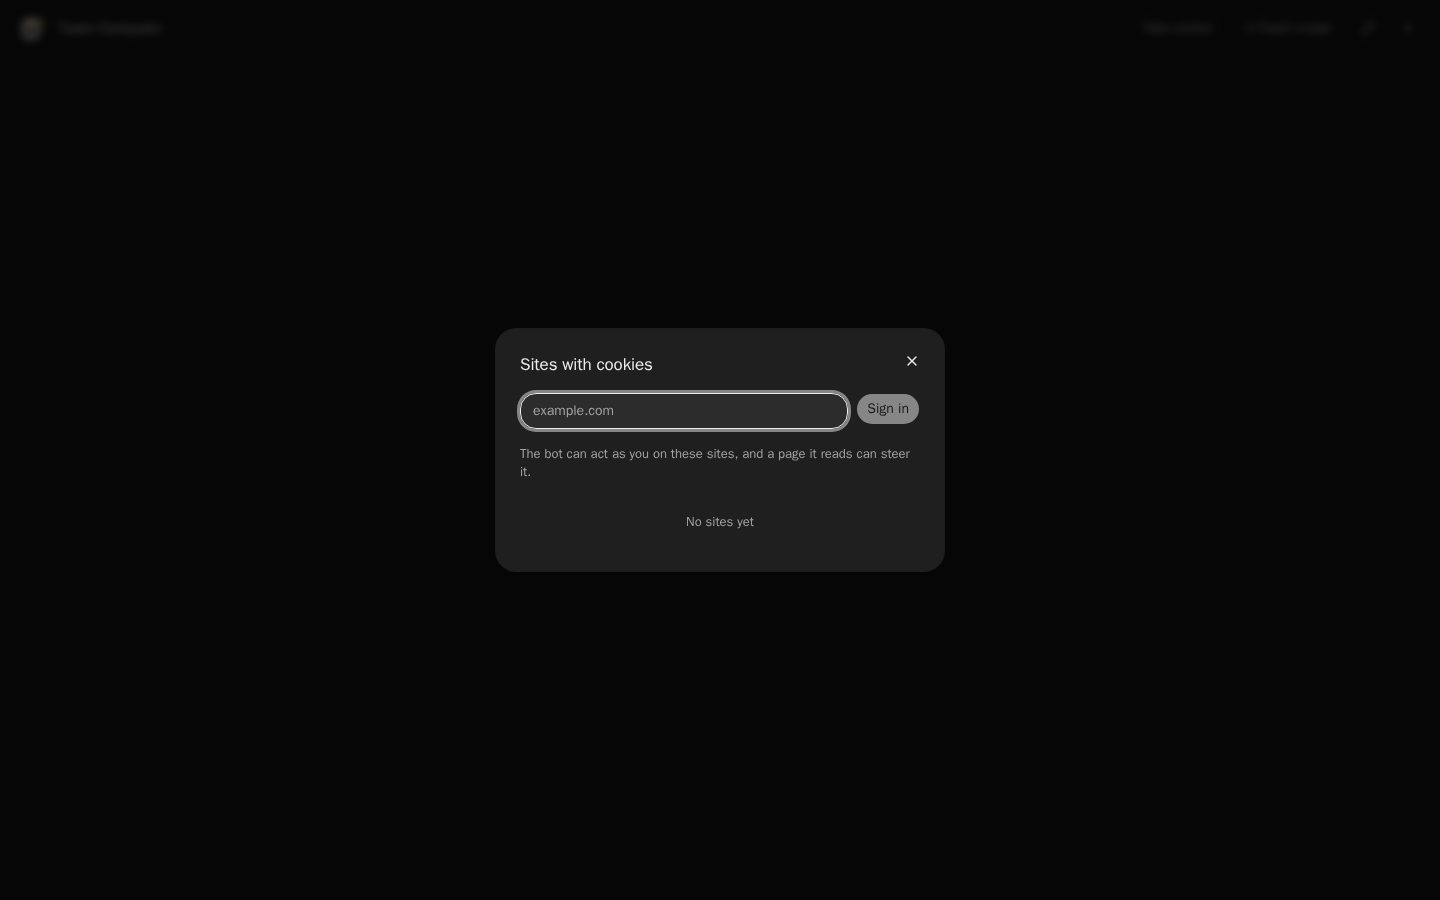 Sites with cookies
example.com
Sign in
The bot can act as you on these sites, and a page it reads can steer
it.
No sites yet